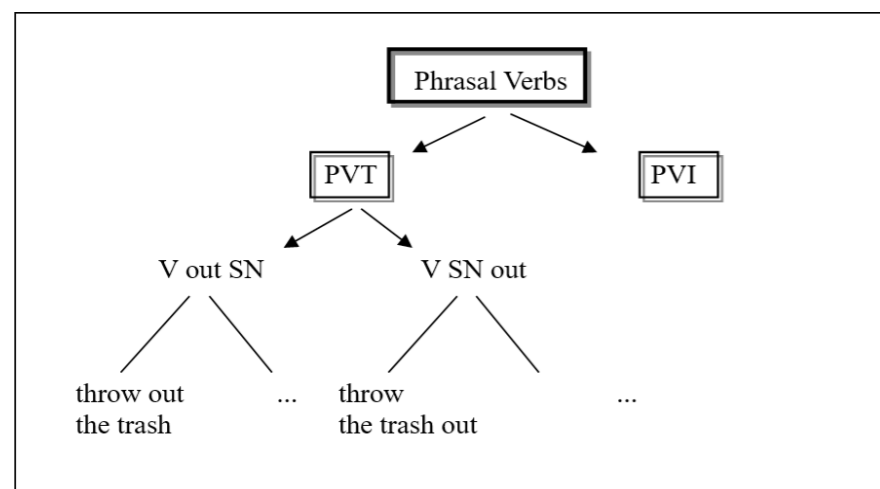 Phrasal Verbs
PVT
PVI
V out SN
V SN out
throw out
the trash
...
throw
the trash out
...